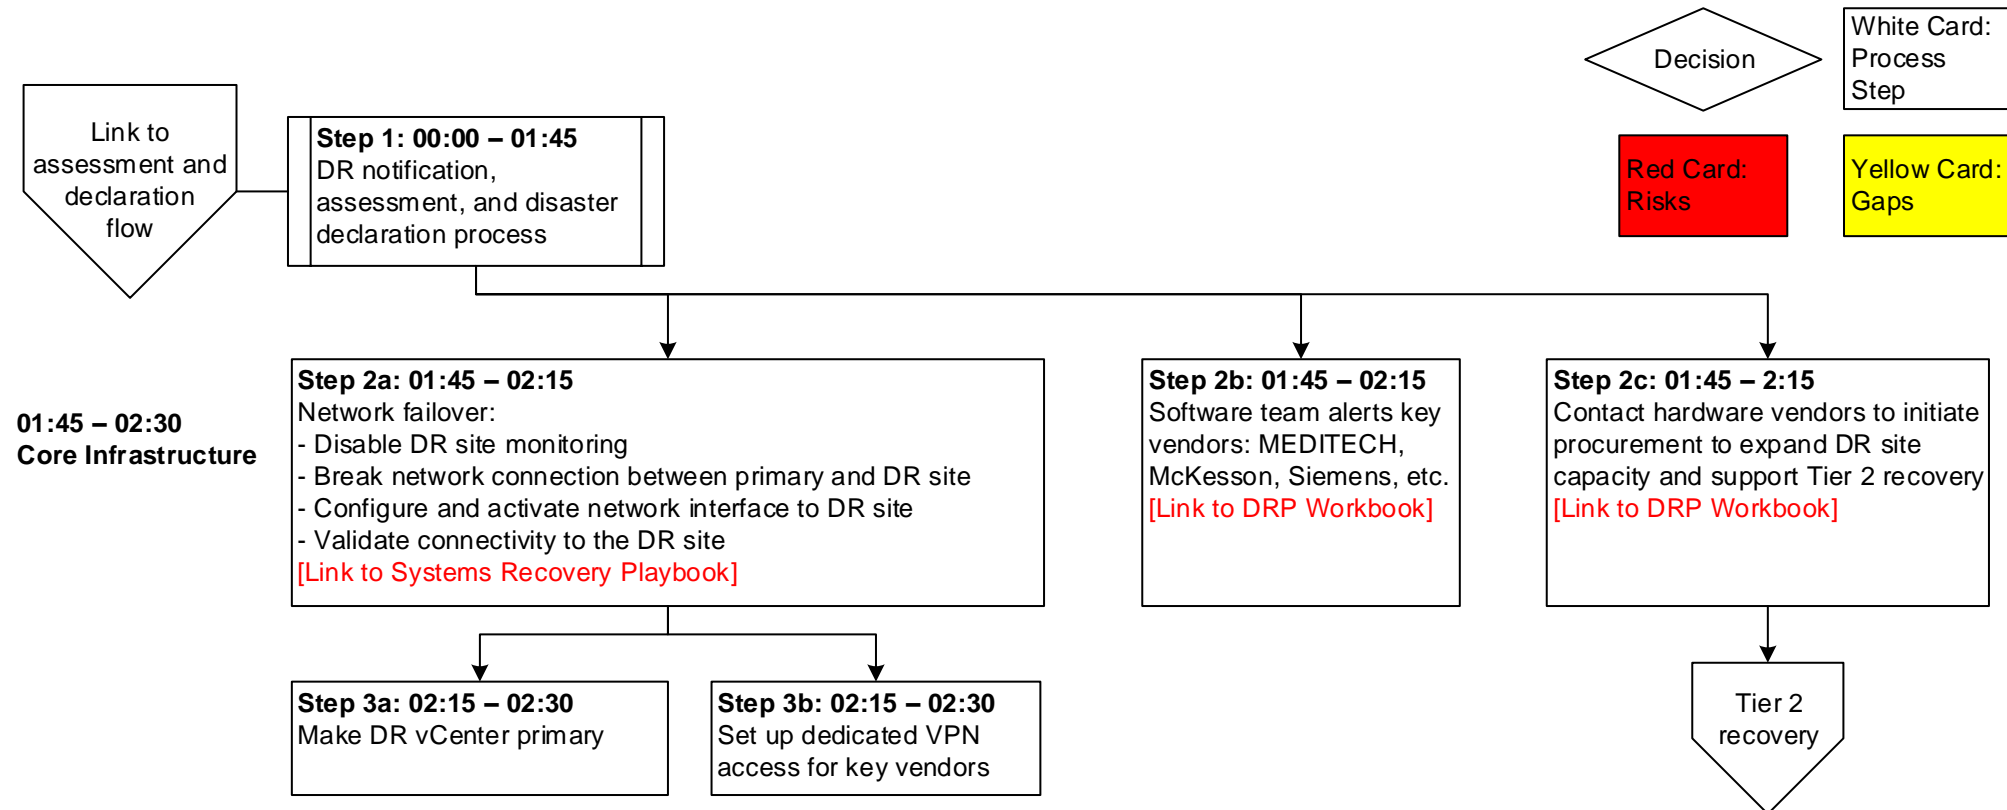 Decision
White Card:
Process
Step
Link to
assessment and
declaration
flow
Step 1: 00:00 – 01:45
DR notification,
assessment, and disaster
declaration process
Red Card:
Risks
Yellow Card:
Gaps
01:45 – 02:30
Core Infrastructure
Step 2a: 01:45 – 02:15
Network failover:
- Disable DR site monitoring
- Break network connection between primary and DR site
- Configure and activate network interface to DR site
- Validate connectivity to the DR site
[Link to Systems Recovery Playbook]
Step 2b: 01:45 – 02:15
Software team alerts key
vendors: MEDITECH,
McKesson, Siemens, etc.
[Link to DRP Workbook]
Step 2c: 01:45 – 2:15
Contact hardware vendors to initiate
procurement to expand DR site
capacity and support Tier 2 recovery
[Link to DRP Workbook]
Step 3a: 02:15 – 02:30
Make DR vCenter primary
Step 3b: 02:15 – 02:30
Set up dedicated VPN
access for key vendors
Tier 2
recovery